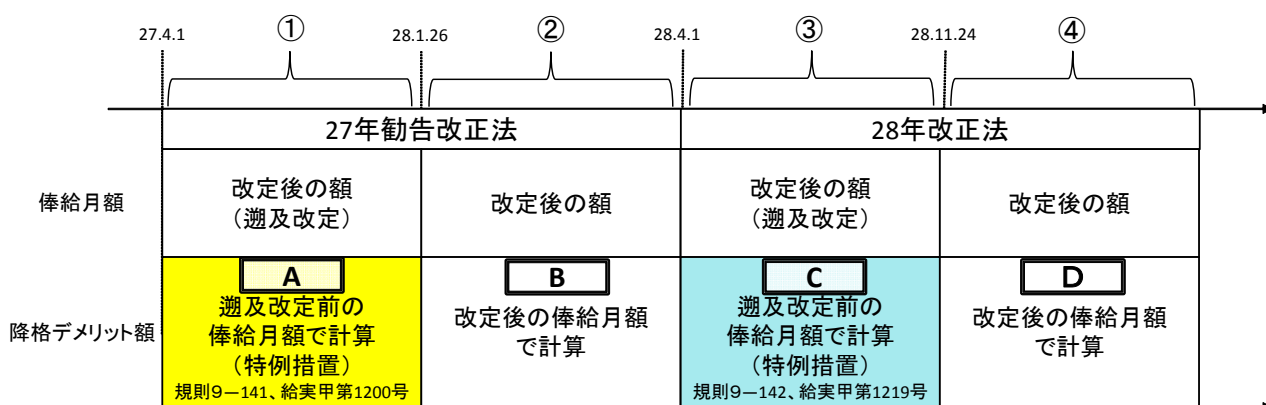 ① ② ③ ④
27.4.1 28.1.26 28.4.1 28.11.24
27年勧告改正法 28年改正法
俸給月額
改定後の額
（遡及改定）
改定後の額
改定後の額
（遡及改定）
改定後の額
降格デメリット額
A
遡及改定前の
俸給月額で計算
（特例措置）
規則9－141、給実甲第1200号
B
改定後の俸給月額
で計算
C
遡及改定前の
俸給月額で計算
（特例措置）
規則9－142、給実甲第1219号
D
改定後の俸給月額
で計算